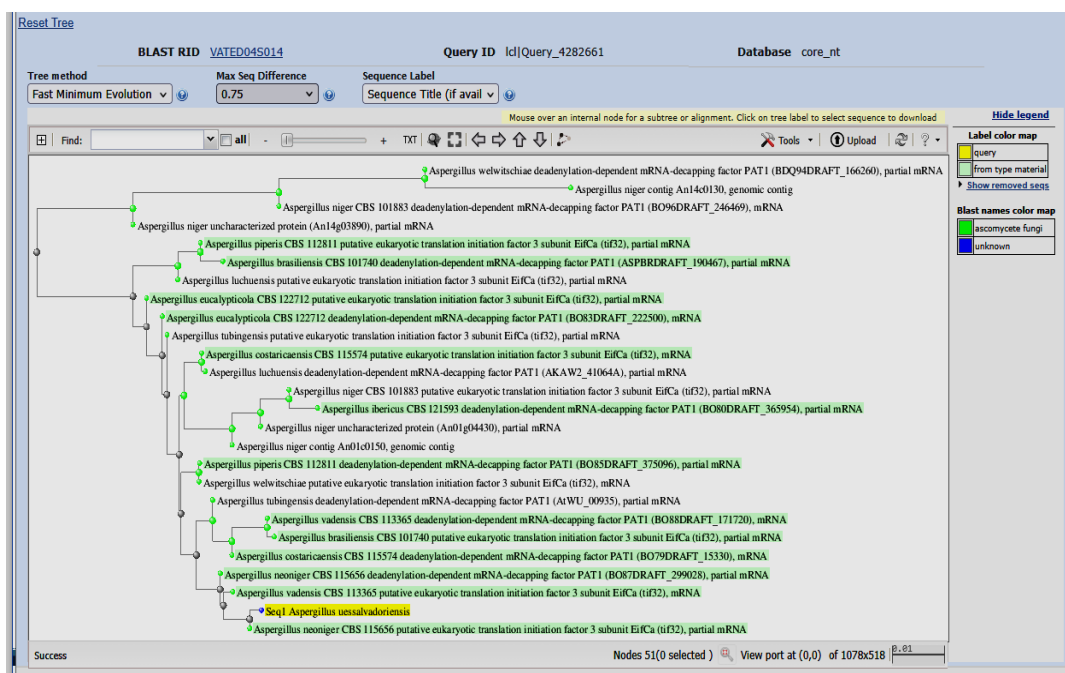 Reset Tree
BLAST RID VATED04S014 Query ID lcl|Query_4282661 Database core_nt
Tree method Max Seq Difference Sequence Label
Fast Minimum Evolution 0.75 Sequence Title (if avail
Mouse over an internal node for a subtree or alignment. Click on tree label to select sequence to download Hide legend
Find: all - + TXT Tools Upload ?
Label color map
query
from type material
Show removed seqs
Blast names color map
ascomycete fungi
unknown
Aspergillus welwitschiae deadenylation-dependent mRNA-decapping factor PAT1 (BDQ94DRAFT_166260), partial mRNA
Aspergillus niger contig An14c0130, genomic contig
Aspergillus niger CBS 101883 deadenylation-dependent mRNA-decapping factor PAT1 (BO96DRAFT_246469), mRNA
Aspergillus niger uncharacterized protein (An14g03890), partial mRNA
Aspergillus piperis CBS 112811 putative eukaryotic translation initiation factor 3 subunit EifCa (tif32), partial mRNA
Aspergillus brasiliensis CBS 101740 deadenylation-dependent mRNA-decapping factor PAT1 (ASPBRDRAFT_190467), partial mRNA
Aspergillus luchuensis putative eukaryotic translation initiation factor 3 subunit EifCa (tif32), partial mRNA
Aspergillus eucalypticola CBS 122712 putative eukaryotic translation initiation factor 3 subunit EifCa (tif32), partial mRNA
Aspergillus eucalypticola CBS 122712 deadenylation-dependent mRNA-decapping factor PAT1 (BO83DRAFT_222500), mRNA
Aspergillus tubingensis putative eukaryotic translation initiation factor 3 subunit EifCa (tif32), partial mRNA
Aspergillus costaricaensis CBS 115574 putative eukaryotic translation initiation factor 3 subunit EifCa (tif32), mRNA
Aspergillus luchuensis deadenylation-dependent mRNA-decapping factor PAT1 (AKAW2_41064A), partial mRNA
Aspergillus niger CBS 101883 putative eukaryotic translation initiation factor 3 subunit EifCa (tif32), partial mRNA
Aspergillus ibericus CBS 121593 deadenylation-dependent mRNA-decapping factor PAT1 (BO80DRAFT_365954), partial mRNA
Aspergillus niger uncharacterized protein (An01g04430), partial mRNA
Aspergillus niger contig An01c0150, genomic contig
Aspergillus piperis CBS 112811 deadenylation-dependent mRNA-decapping factor PAT1 (BO85DRAFT_375096), partial mRNA
Aspergillus welwitschiae putative eukaryotic translation initiation factor 3 subunit EifCa (tif32), mRNA
Aspergillus tubingensis deadenylation-dependent mRNA-decapping factor PAT1 (AtWU_00935), partial mRNA
Aspergillus vadensis CBS 113365 deadenylation-dependent mRNA-decapping factor PAT1 (BO88DRAFT_171720), mRNA
Aspergillus brasiliensis CBS 101740 putative eukaryotic translation initiation factor 3 subunit EifCa (tif32), mRNA
Aspergillus costaricaensis CBS 115574 deadenylation-dependent mRNA-decapping factor PAT1 (BO79DRAFT_15330), mRNA
Aspergillus neoniger CBS 115656 deadenylation-dependent mRNA-decapping factor PAT1 (BO87DRAFT_299028), partial mRNA
Aspergillus vadensis CBS 113365 putative eukaryotic translation initiation factor 3 subunit EifCa (tif32), mRNA
Seq1 Aspergillus uessalvadoriensis
Aspergillus neoniger CBS 115656 putative eukaryotic translation initiation factor 3 subunit EifCa (tif32), partial mRNA
Success Nodes 51(0 selected ) View port at (0,0) of 1078x518 0.01